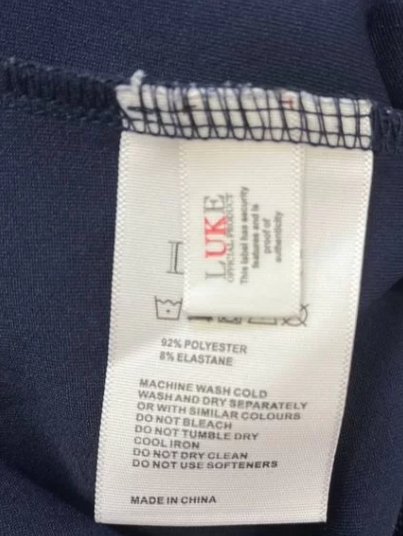 LUKE
OFFICIAL PRODUCT
This label has security
features and is
proof of
authenticity
L
92% POLYESTER
8% ELASTANE
MACHINE WASH COLD
WASH AND DRY SEPARATELY
OR WITH SIMILAR COLOURS
DO NOT BLEACH
DO NOT TUMBLE DRY
COOL IRON
DO NOT DRY CLEAN
DO NOT USE SOFTENERS
MADE IN CHINA